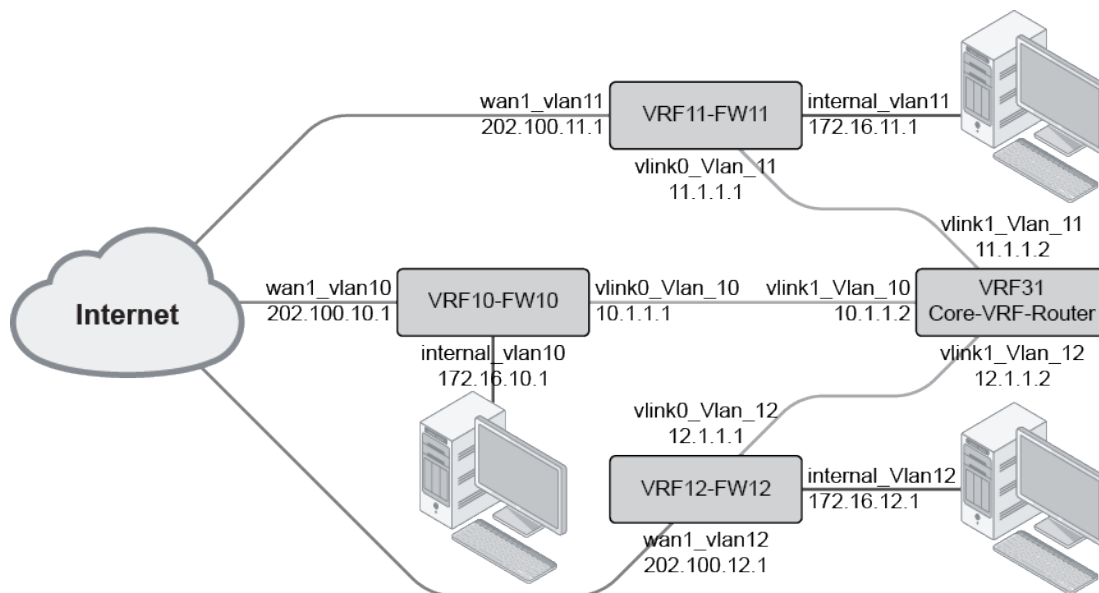 wan1_vlan11
202.100.11.1
VRF11-FW11
internal_vlan11
172.16.11.1
vlink0_Vlan_11
11.1.1.1
vlink1_Vlan_11
11.1.1.2
Internet
wan1_vlan10
202.100.10.1
VRF10-FW10
vlink0_Vlan_10
10.1.1.1
vlink1_Vlan_10
10.1.1.2
VRF31
Core-VRF-Router
internal_vlan10
172.16.10.1
vlink1_Vlan_12
12.1.1.2
vlink0_Vlan_12
12.1.1.1
VRF12-FW12
internal_Vlan12
172.16.12.1
wan1_vlan12
202.100.12.1